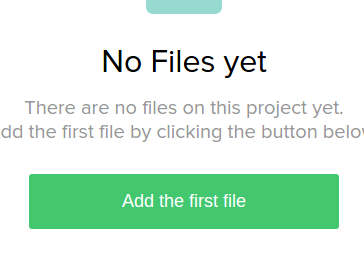 No Files yet
There are no files on this project yet.
dd the first file by clicking the button belo
Add the first file